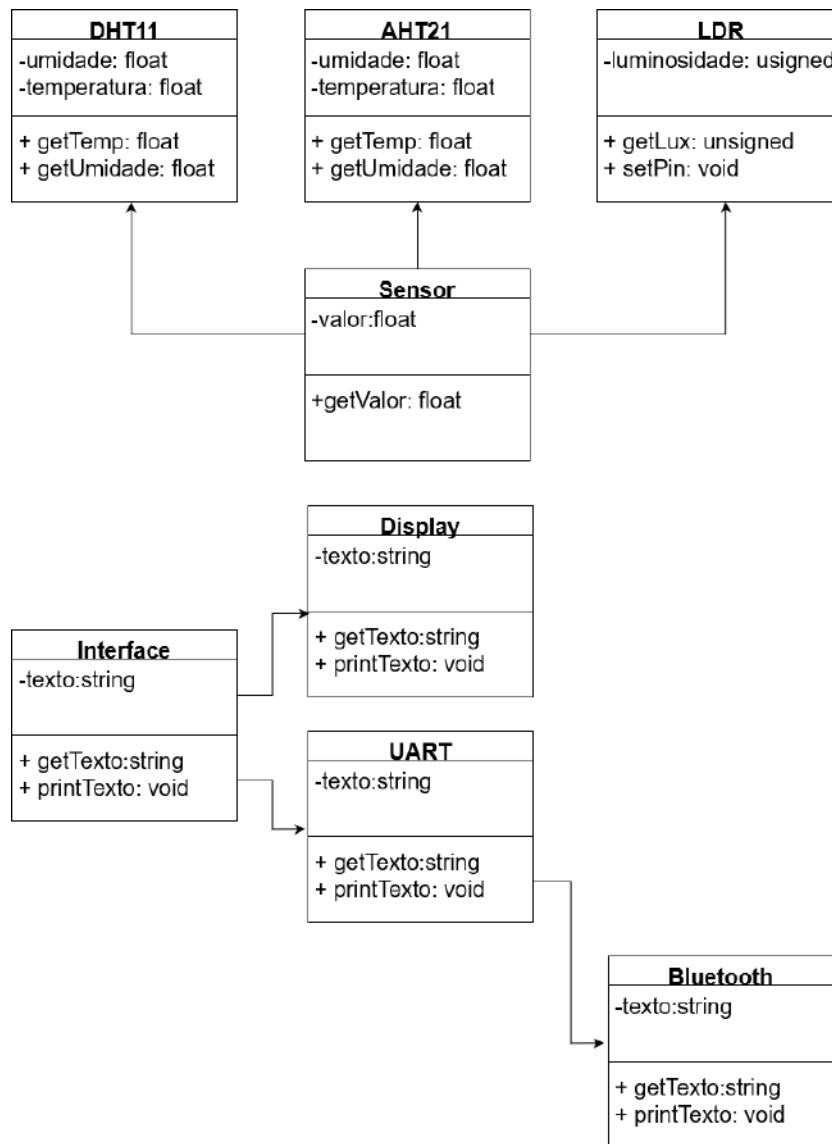 DHT11
-umidade: float
-temperatura: float
+ getTemp: float
+ getUmidade: float
AHT21
-umidade: float
-temperatura: float
+ getTemp: float
+ getUmidade: float
LDR
-luminosidade: usigned
+ getLux: unsigned
+ setPin: void
Sensor
-valor:float
+getValor: float
Display
-texto:string
+ getTexto:string
+ printTexto: void
Interface
-texto:string
+ getTexto:string
+ printTexto: void
UART
-texto:string
+ getTexto:string
+ printTexto: void
Bluetooth
-texto:string
+ getTexto:string
+ printTexto: void